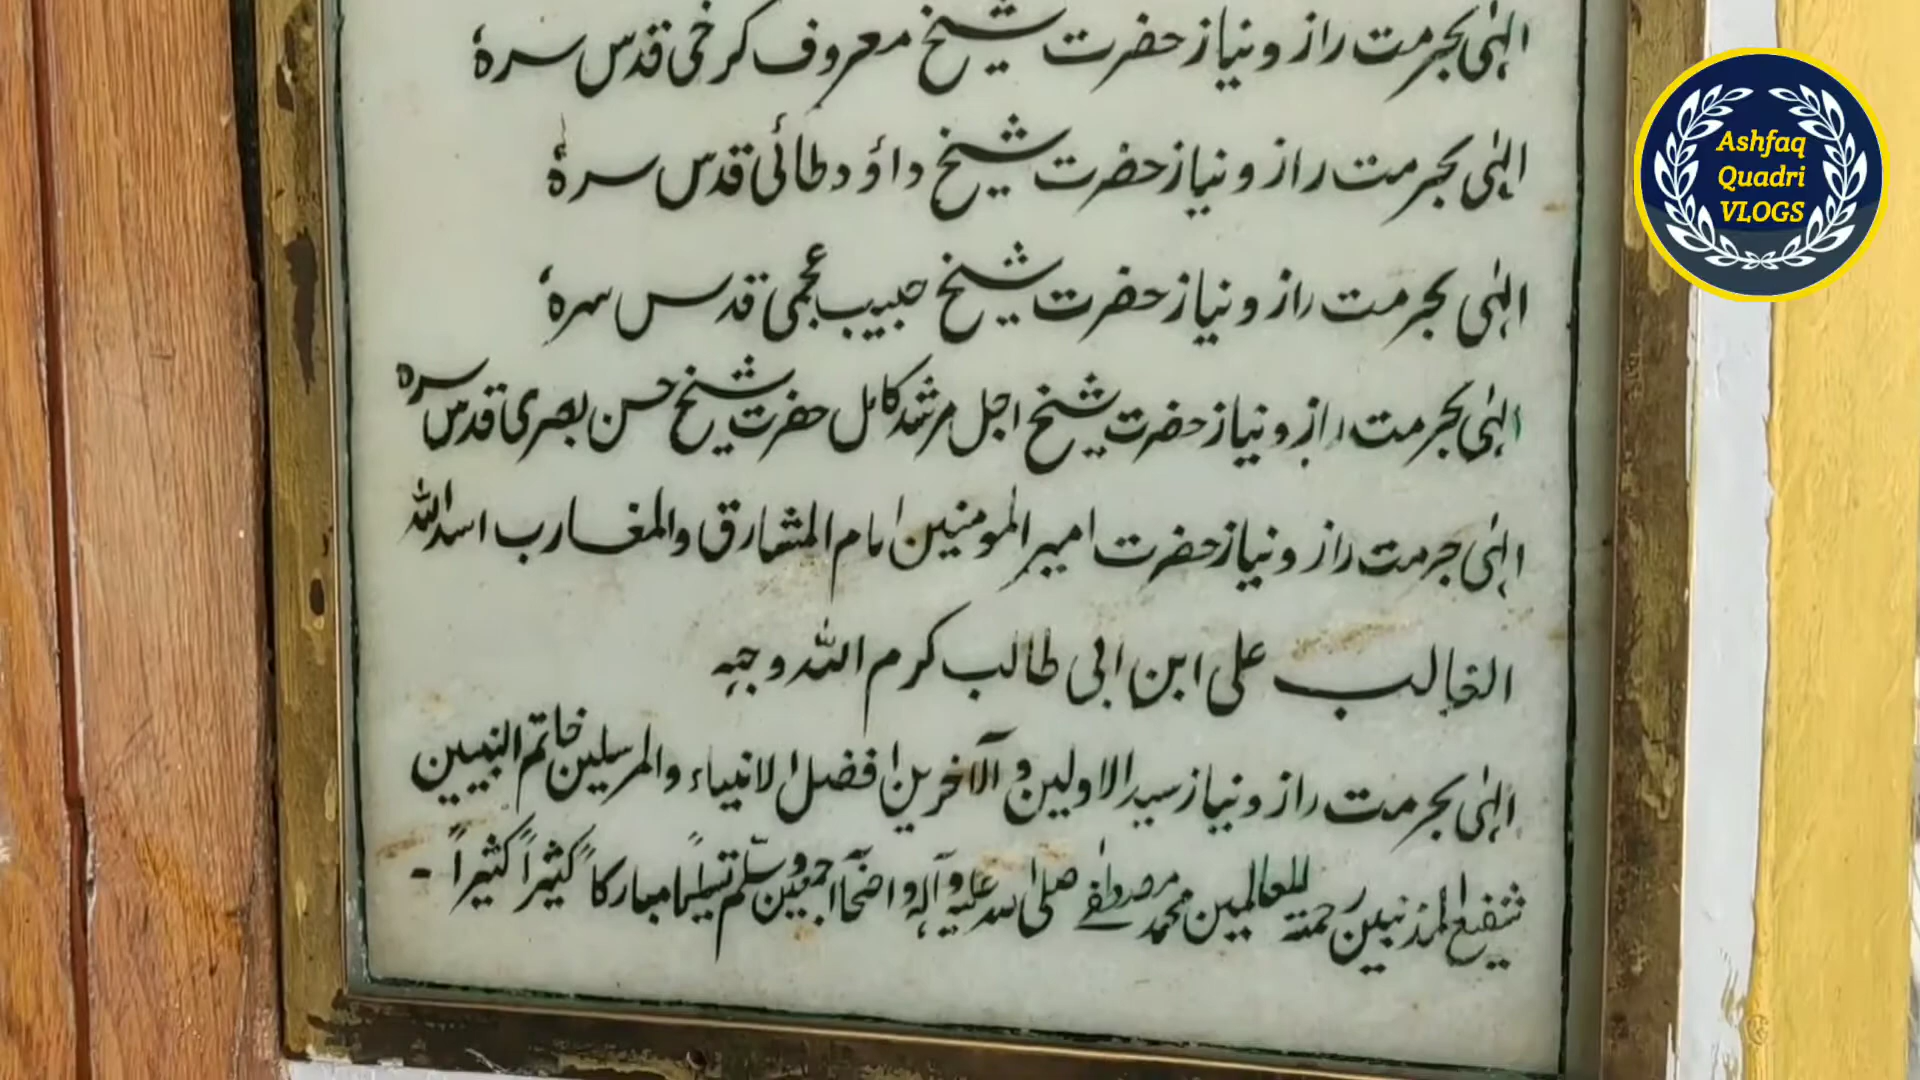 الٰہی بحرمت راز و نیاز حضرت شیخ معروف کرخی قدس سرہٗ
الٰہی بحرمت راز و نیاز حضرت شیخ داؤد طائی قدس سرہٗ
الٰہی بحرمت راز و نیاز حضرت شیخ حبیب عجمی قدس سرہٗ
الٰہی بحرمت راز و نیاز حضرت شیخ اجل مرشد کامل حضرت شیخ حسن بصری قدس سرہ
الٰہی حرمت راز و نیاز حضرت امیر المومنین امام المشارق والمغارب اسد اللہ
الغالب علی ابن ابی طالب کرم اللہ وجہہ
الٰہی بحرمت راز و نیاز سید الاولین و الآخرین افضل الانبیاء والمرسلین خاتم النبیین
شفیع المذنبین رحمتہ للعالمین محمد مصطفےٰ صلی اللہ علیہ و آلہٖ و اصحابہ اجمعین وسلم تسلیماً مبارکاً کثیراً کثیراً -
Ashfaq
Quadri
VLOGS